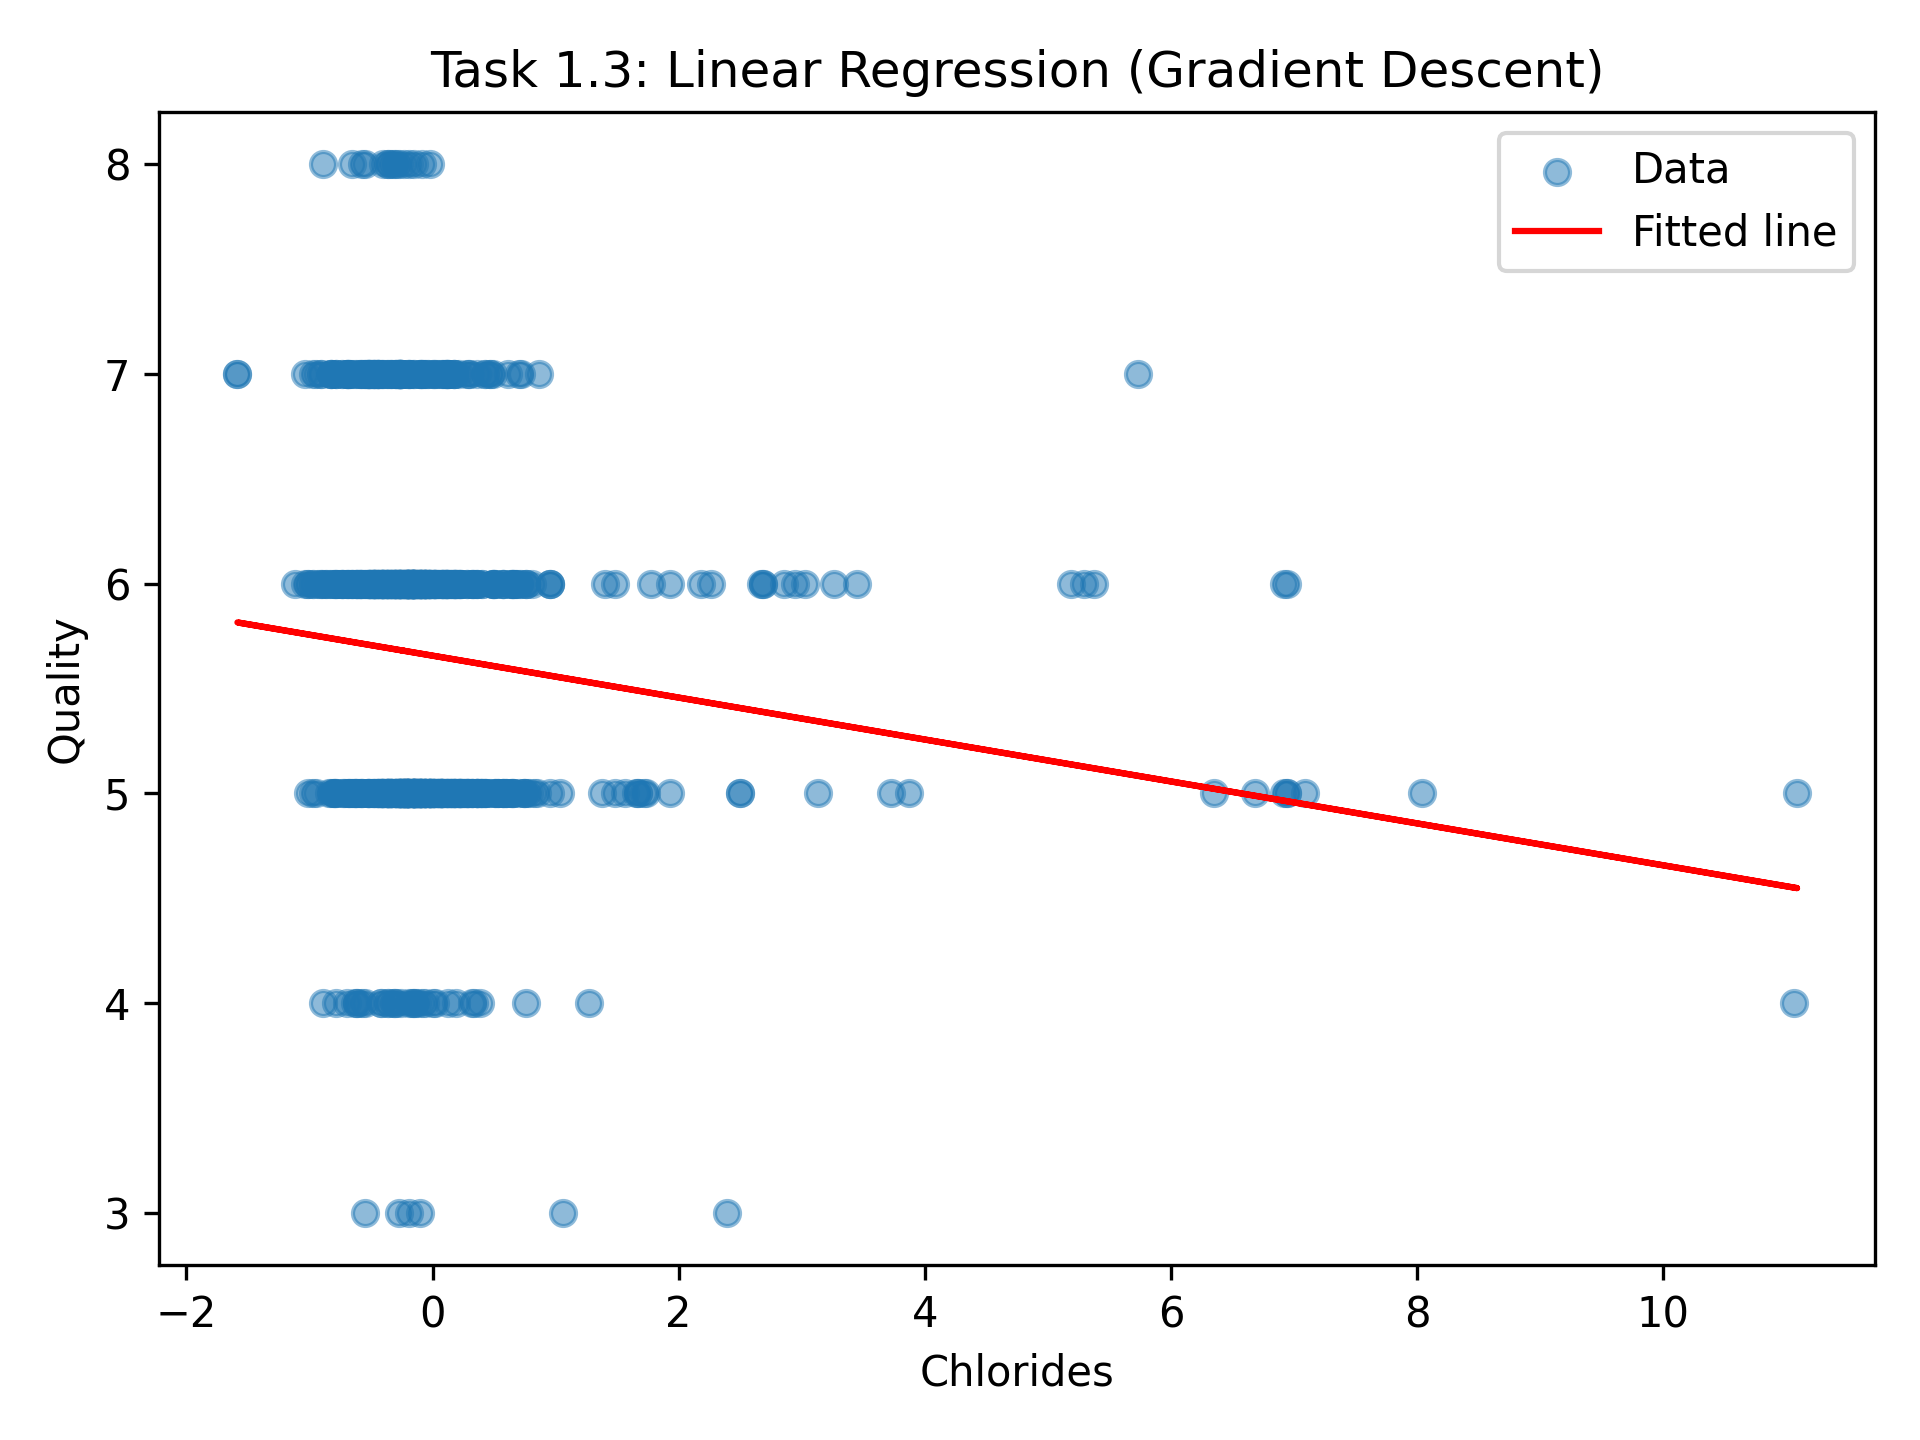 Task 1.3: Linear Regression (Gradient Descent)
Data
Fitted line
8
7
6
5
4
3
Quality
−2
0
2
4
6
8
10
Chlorides